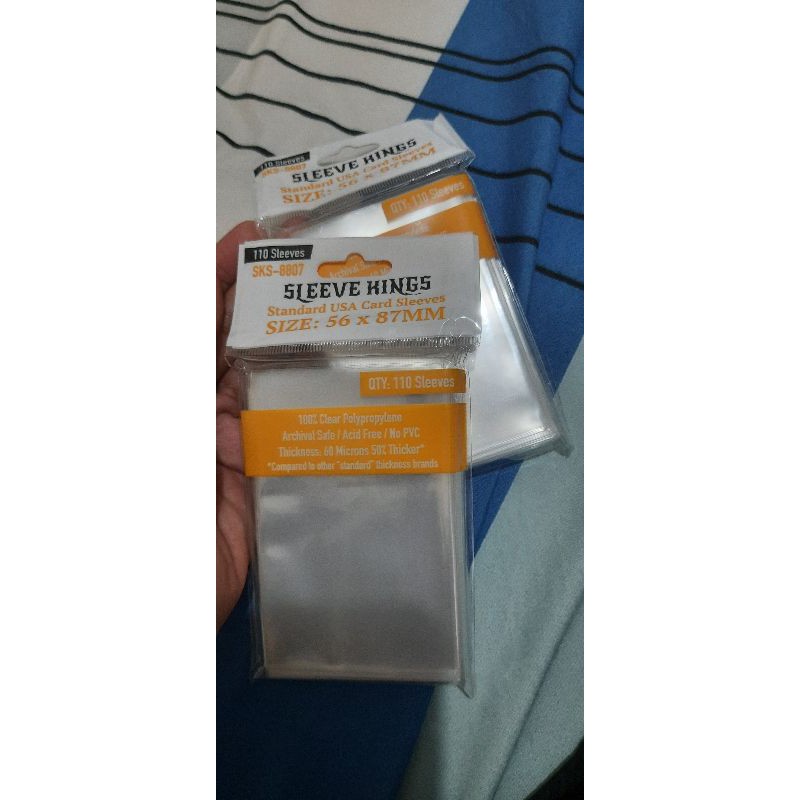 110 Sleeves
SKS-8807
SLEEVE KINGS
Standard USA Card Sleeves
SIZE: 56 x 87MM
QTY: 110 Sleeves
110 Sleeves
SKS-8807
Archival
SLEEVE KINGS
Standard USA Card Sleeves
SIZE: 56 x 87MM
QTY: 110 Sleeves
100% Clear Polypropylene
Archival Safe / Acid Free / No PVC
Thickness: 60 Microns 50% Thicker*
*Compared to other "standard" thickness brands